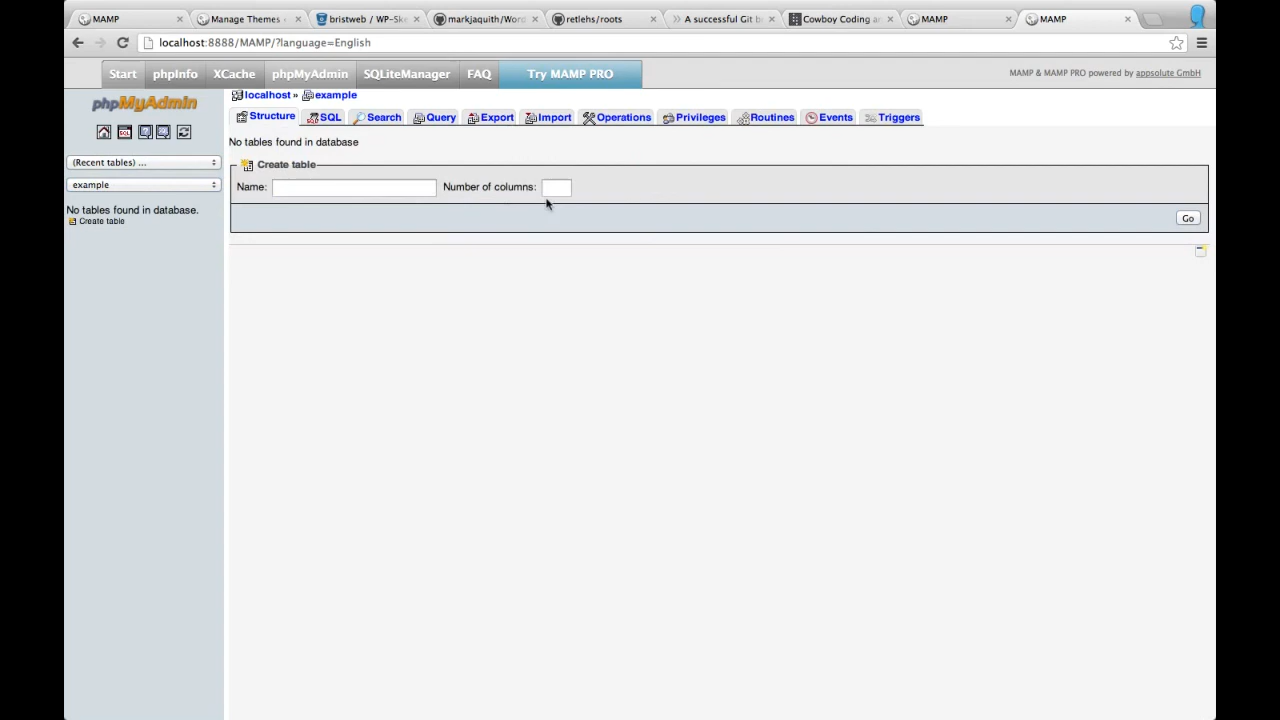 MAMP
Manage Themes
bristweb / WP-Ske
markjaquith/Word
retlehs/roots
A successful Git b
Cowboy Coding an
MAMP
MAMP
localhost:8888/MAMP/?language=English
Start phpInfo XCache phpMyAdmin SQLiteManager FAQ Try MAMP PRO
MAMP & MAMP PRO powered by appsolute GmbH
phpMyAdmin
SQL
(Recent tables) ...
example
No tables found in database.
Create table
localhost » example
Structure SQL Search Query Export Import Operations Privileges Routines Events Triggers
No tables found in database
Create table
Name: Number of columns:
Go